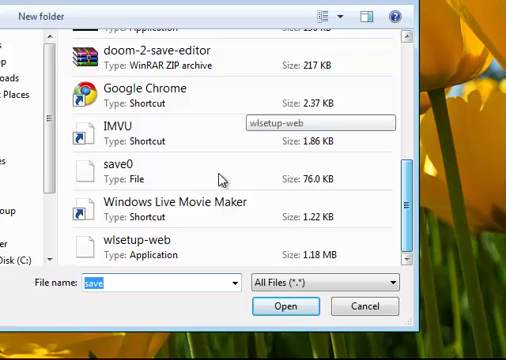 New folder
Application
doom-2-save-editor
Type: WinRAR ZIP archive Size: 217 KB
Google Chrome
Type: Shortcut Size: 2.37 KB
wlsetup-web
IMVU
Type: Shortcut Size: 1.86 KB
save0
Type: File Size: 76.0 KB
Windows Live Movie Maker
Type: Shortcut Size: 1.22 KB
wlsetup-web
Type: Application Size: 1.18 MB
oads
t Places
es
oup
er
Disk (C:)
File name: save All Files (*.*)
Open Cancel